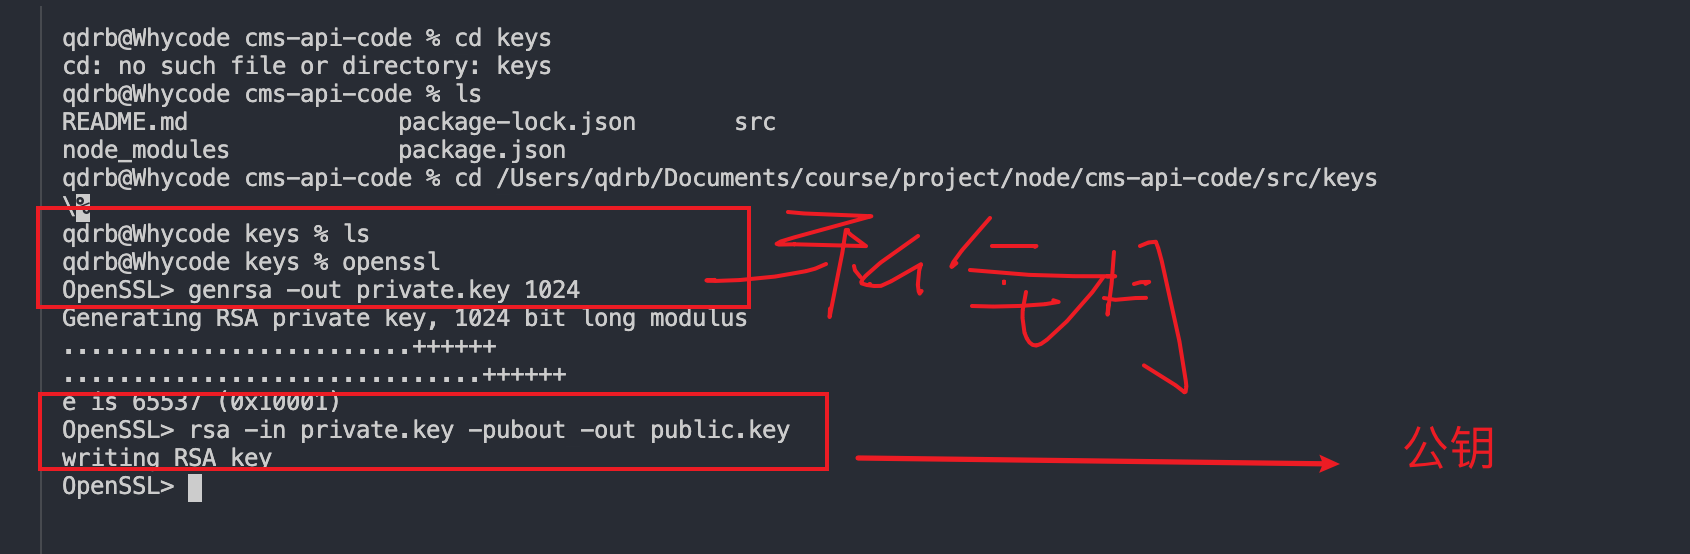 qdrb@Whycode cms-api-code % cd keys
cd: no such file or directory: keys
qdrb@Whycode cms-api-code % ls
README.md package-lock.json src
node_modules package.json
qdrb@Whycode cms-api-code % cd /Users/qdrb/Documents/course/project/node/cms-api-code/src/keys
\%
qdrb@Whycode keys % ls
qdrb@Whycode keys % openssl
OpenSSL> genrsa -out private.key 1024
私钥
Generating RSA private key, 1024 bit long modulus
.........................++++++
..............................++++++
e is 65537 (0x10001)
OpenSSL> rsa -in private.key -pubout -out public.key
公钥
writing RSA key
OpenSSL>